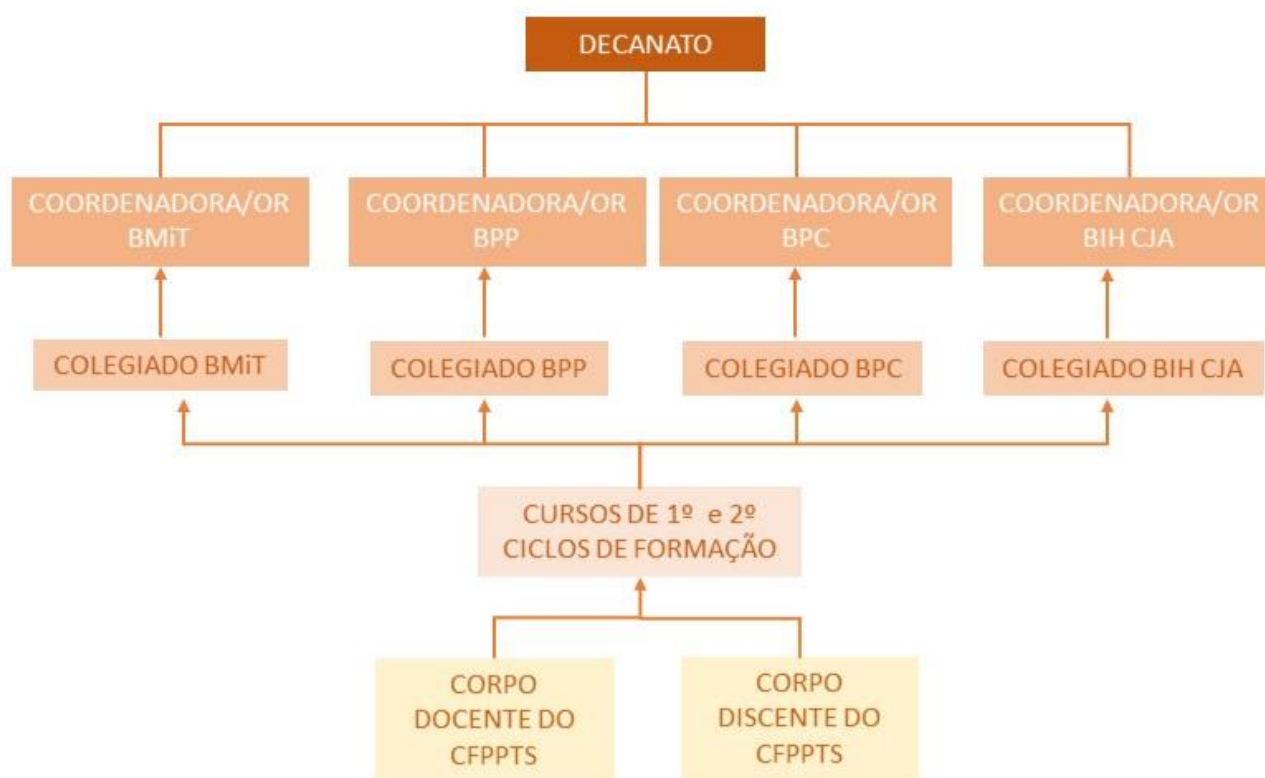 DECANATO
COORDENADORA/OR
BMiT
COORDENADORA/OR
BPP
COORDENADORA/OR
BPC
COORDENADORA/OR
BIH CJA
COLEGIADO BMiT
COLEGIADO BPP
COLEGIADO BPC
COLEGIADO BIH CJA
CURSOS DE 1º e 2º
CICLOS DE FORMAÇÃO
CORPO
DOCENTE DO
CFPPTS
CORPO
DISCENTE DO
CFPPTS